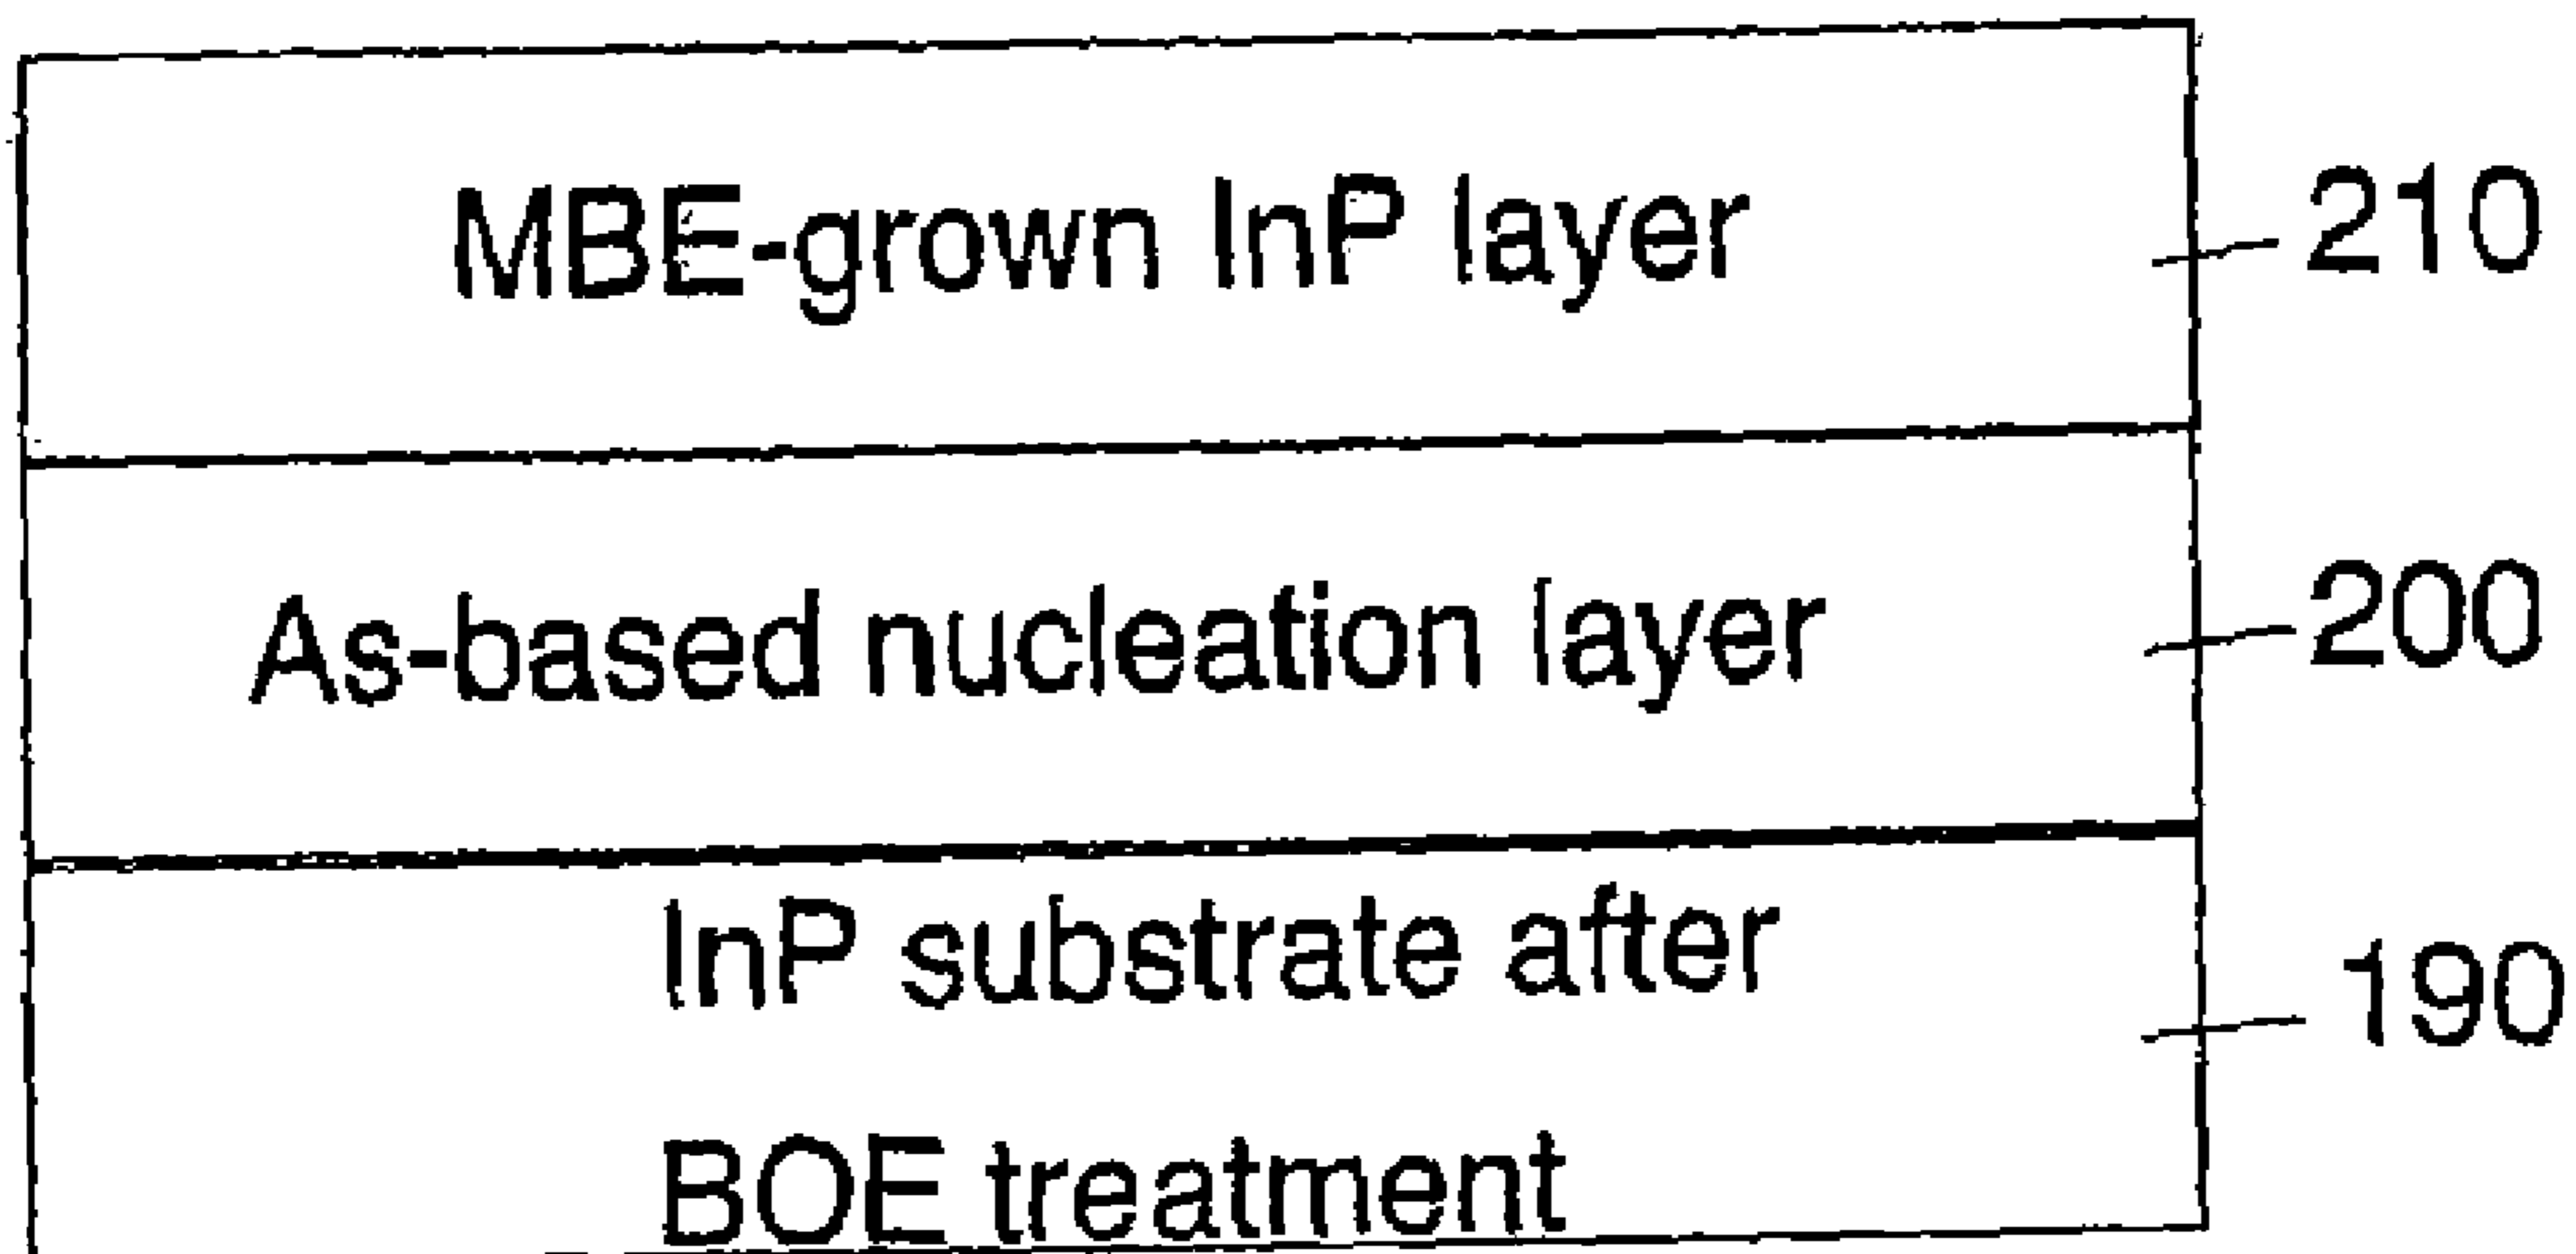 MBE-grown InP layer 210
As-based nucleation layer 200
InP substrate after 190
BOE treatment